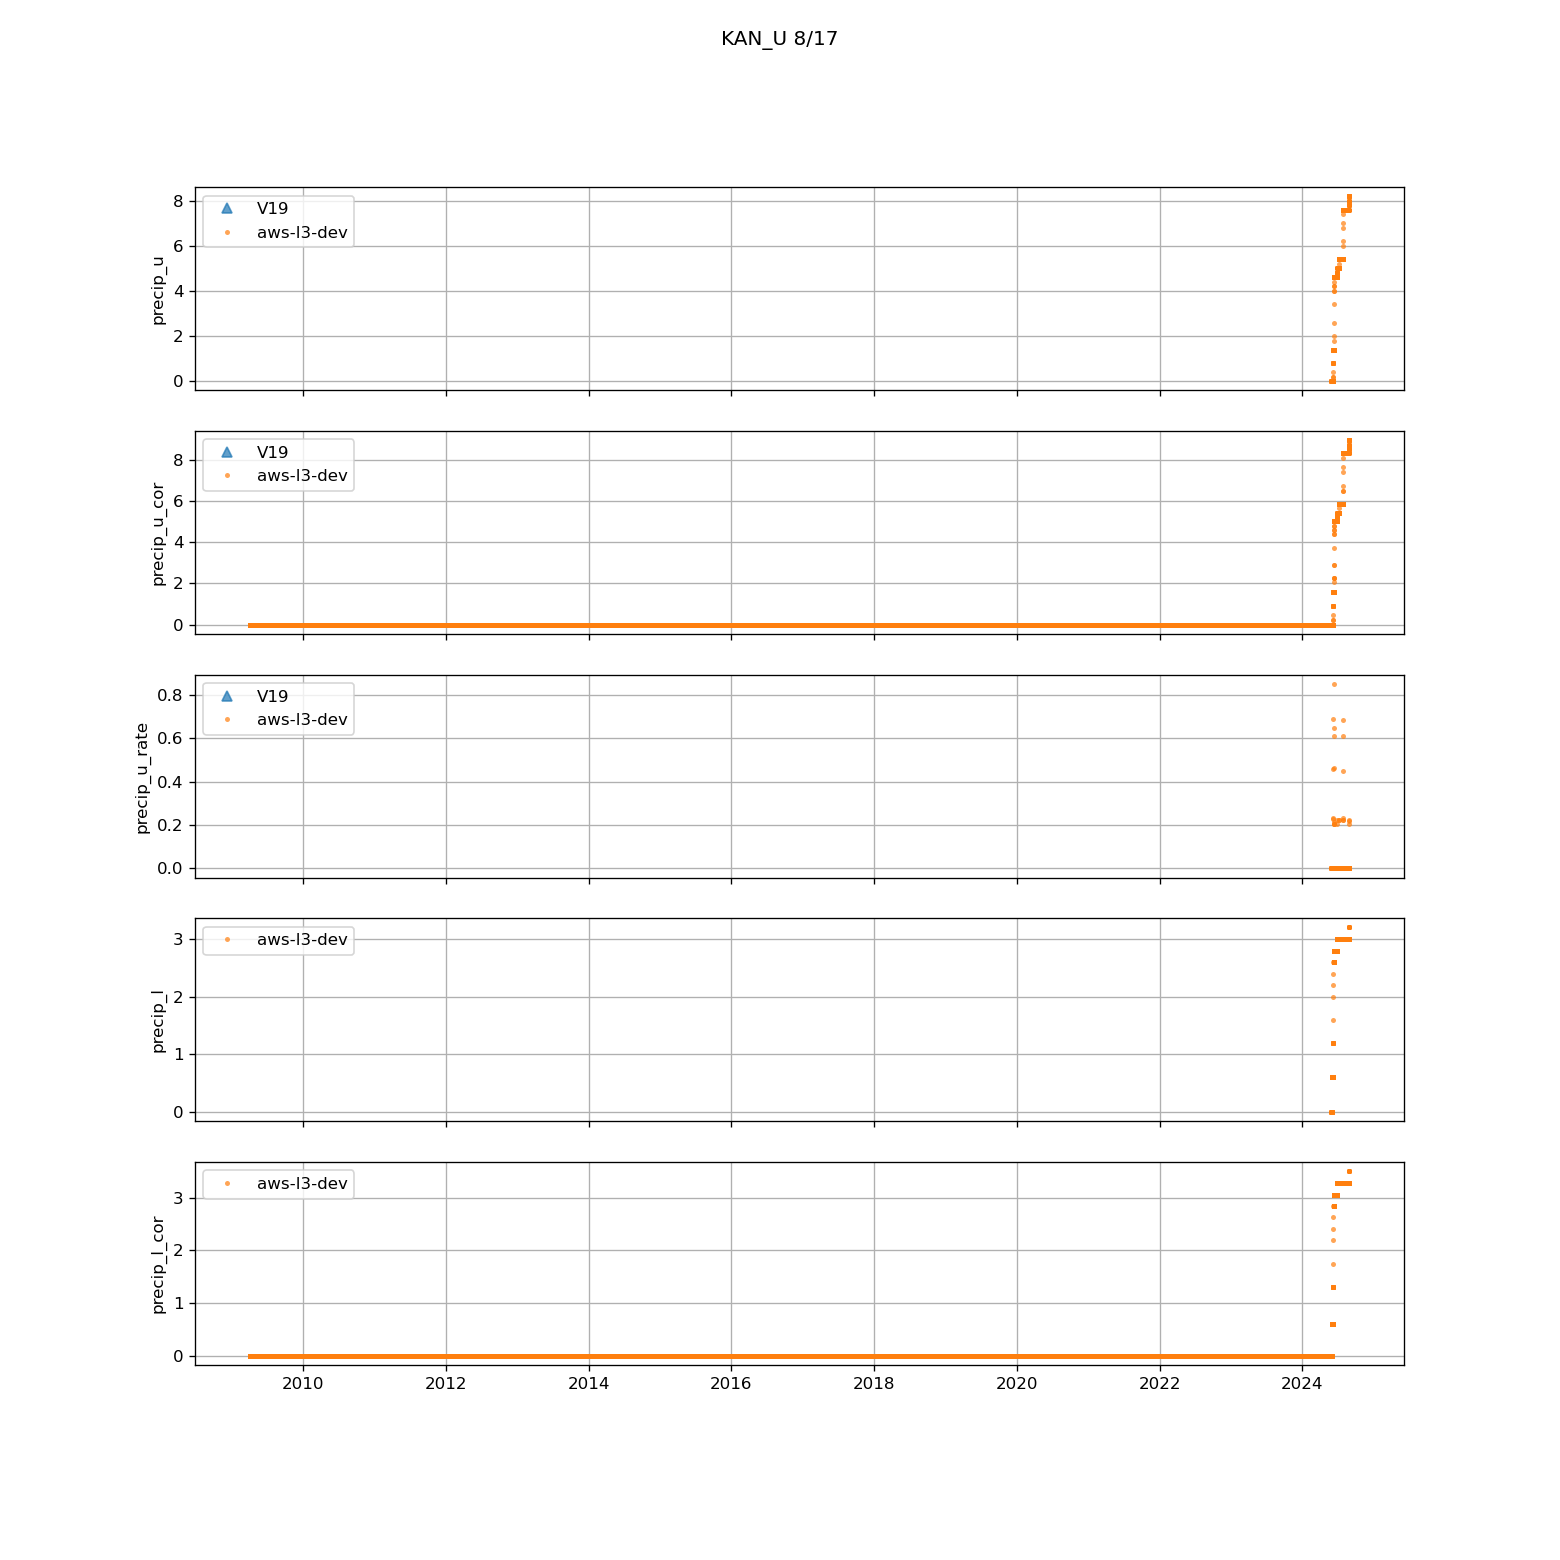 KAN_U 8/17
precip_u
8
6
4
2
0
V19
aws-l3-dev
precip_u_cor
8
6
4
2
0
V19
aws-l3-dev
precip_u_rate
0.8
0.6
0.4
0.2
0.0
V19
aws-l3-dev
precip_l
3
2
1
0
aws-l3-dev
precip_l_cor
3
2
1
0
aws-l3-dev
2010 2012 2014 2016 2018 2020 2022 2024